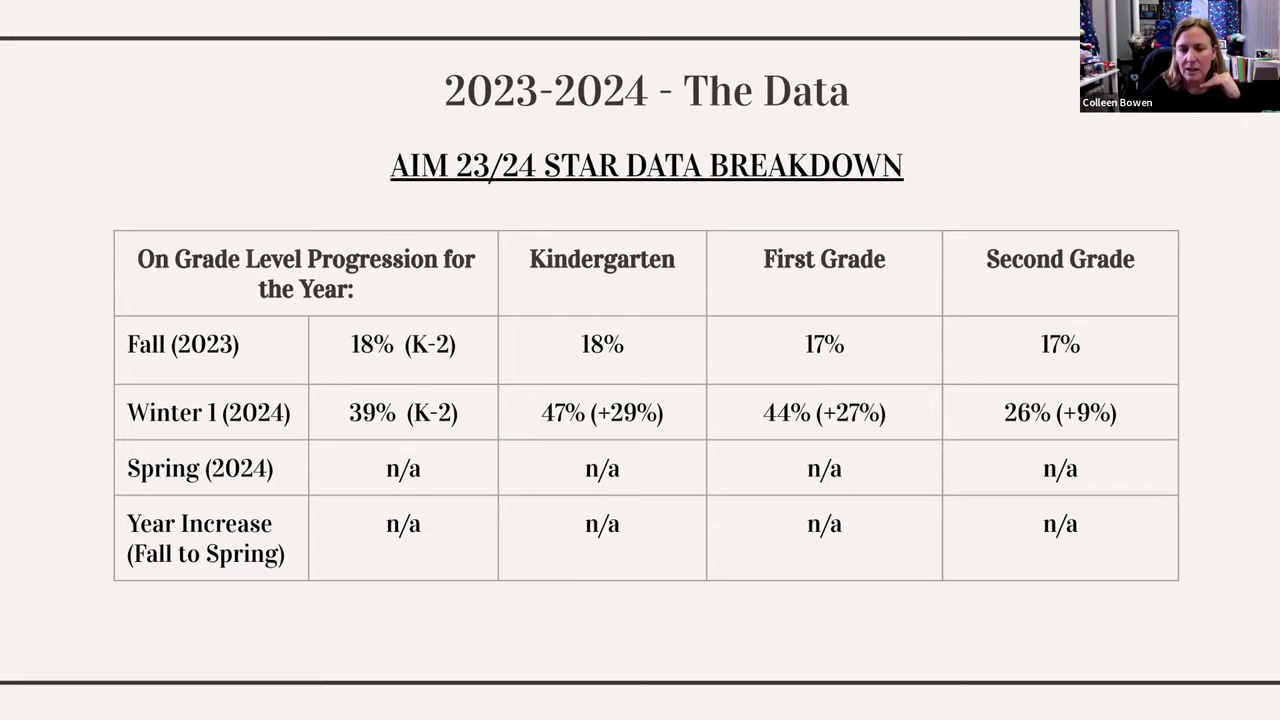 2023-2024 - The Data
Colleen Bowen
AIM 23/24 STAR DATA BREAKDOWN
On Grade Level Progression for
the Year:
Kindergarten
First Grade
Second Grade
Fall (2023)
18% (K-2)
18%
17%
17%
Winter 1 (2024)
39% (K-2)
47% (+29%)
44% (+27%)
26% (+9%)
Spring (2024)
n/a
n/a
n/a
n/a
Year Increase
(Fall to Spring)
n/a
n/a
n/a
n/a